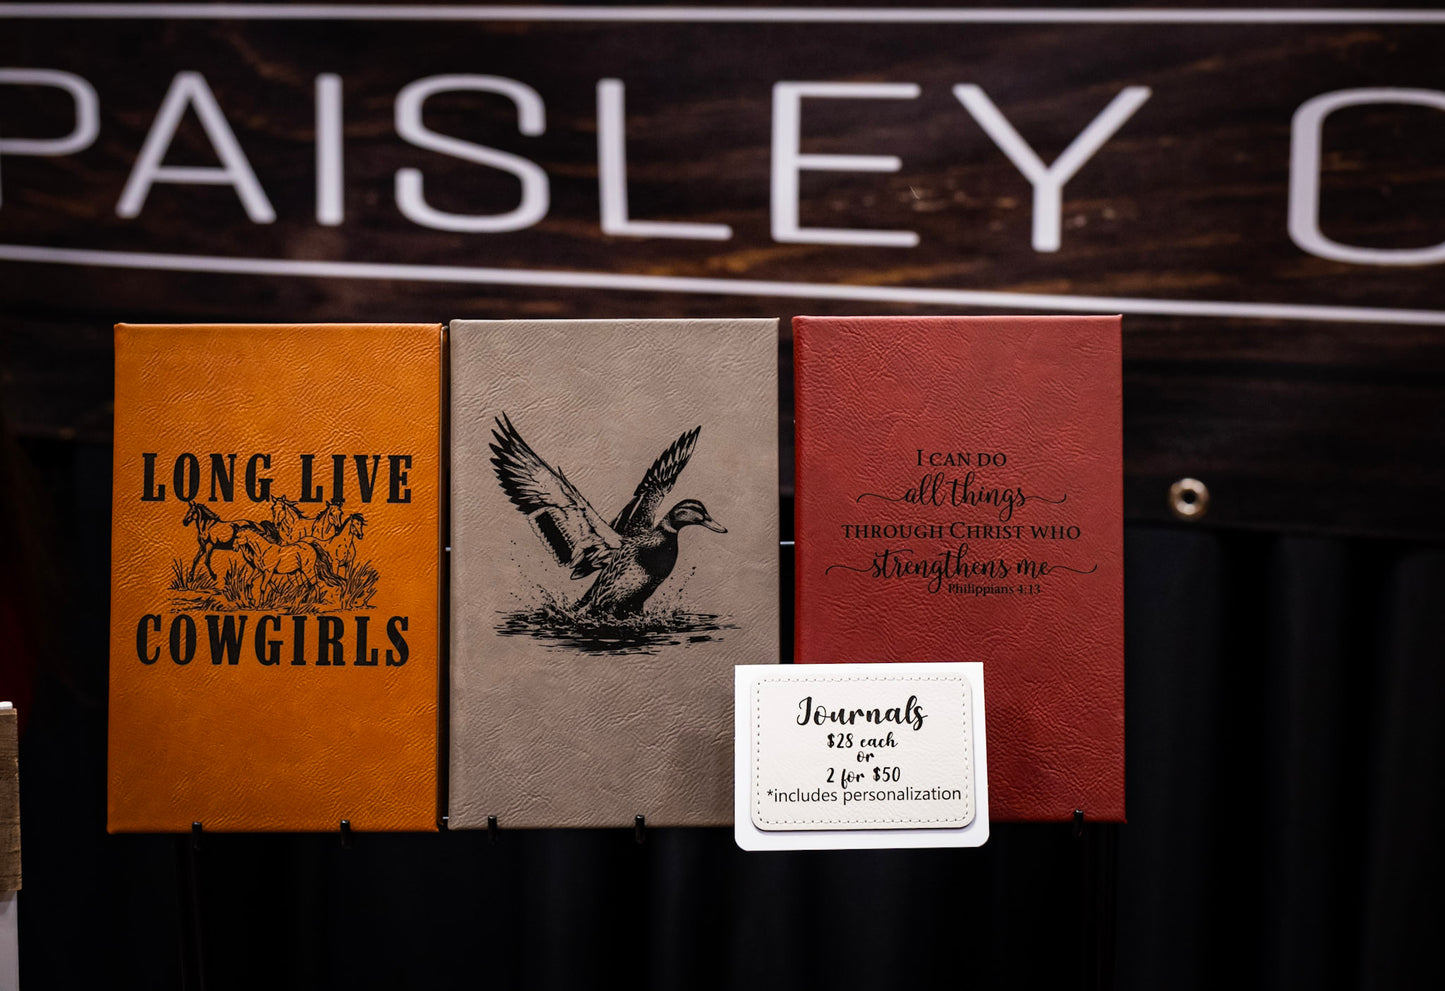 PAISLEY
LONG LIVE
COWGIRLS
I CAN DO
all things
THROUGH CHRIST WHO
strengthens me
Philippians 4:13
Journals
$28 each
or
2 for $50
*includes personalization